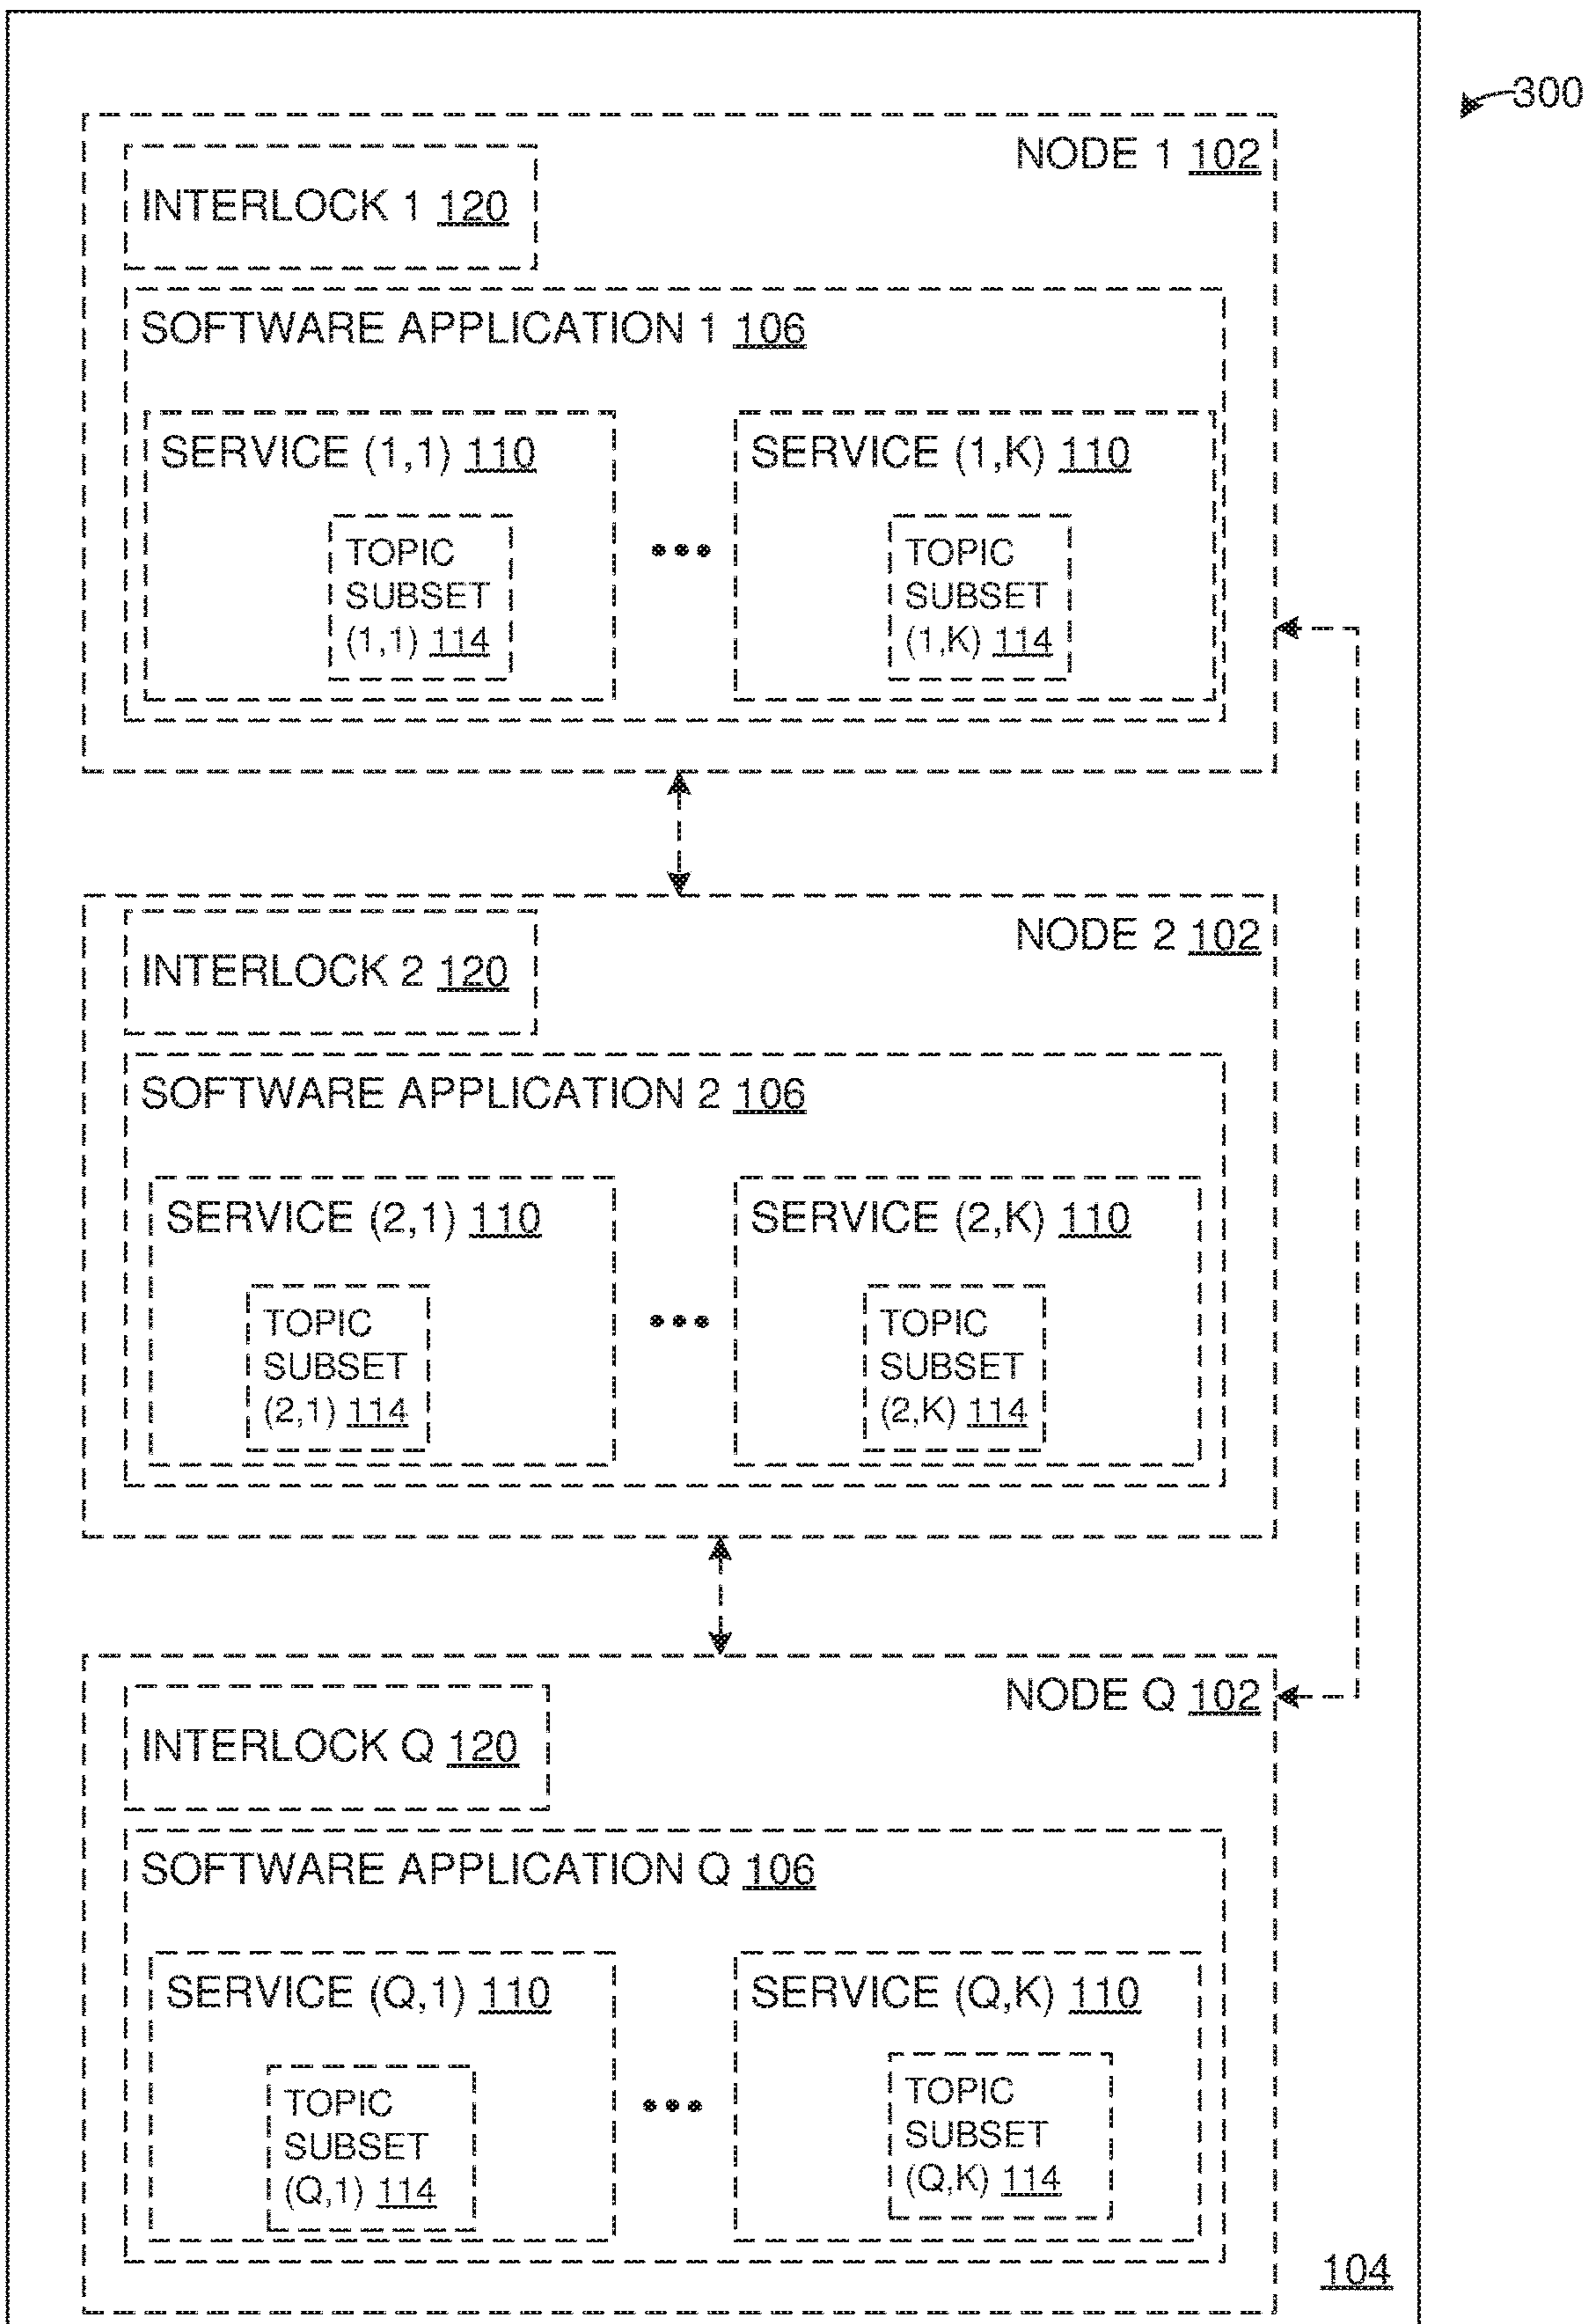 300
NODE 1 102
INTERLOCK 1 120
SOFTWARE APPLICATION 1 106
SERVICE (1,1) 110
TOPIC
SUBSET
(1,1) 114
SERVICE (1,K) 110
TOPIC
SUBSET
(1,K) 114
NODE 2 102
INTERLOCK 2 120
SOFTWARE APPLICATION 2 106
SERVICE (2,1) 110
TOPIC
SUBSET
(2,1) 114
SERVICE (2,K) 110
TOPIC
SUBSET
(2,K) 114
NODE Q 102
INTERLOCK Q 120
SOFTWARE APPLICATION Q 106
SERVICE (Q,1) 110
TOPIC
SUBSET
(Q,1) 114
SERVICE (Q,K) 110
TOPIC
SUBSET
(Q,K) 114
104